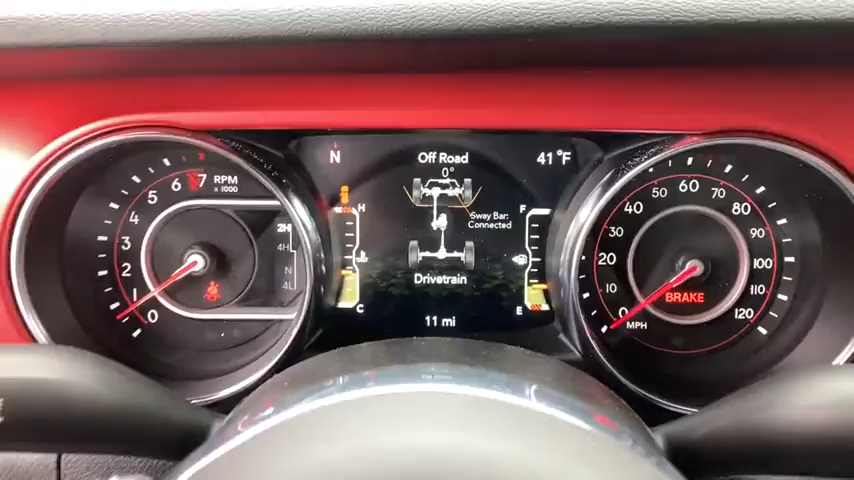 N
Off Road
41°F
0°
RPM
x 1000
0
1
2
3
4
5
6
7
2H
4H
N
4L
H
C
Sway Bar:
Connected
Drivetrain
F
E
11 mi
0
10
20
30
40
50
60
70
80
90
100
110
120
MPH
BRAKE